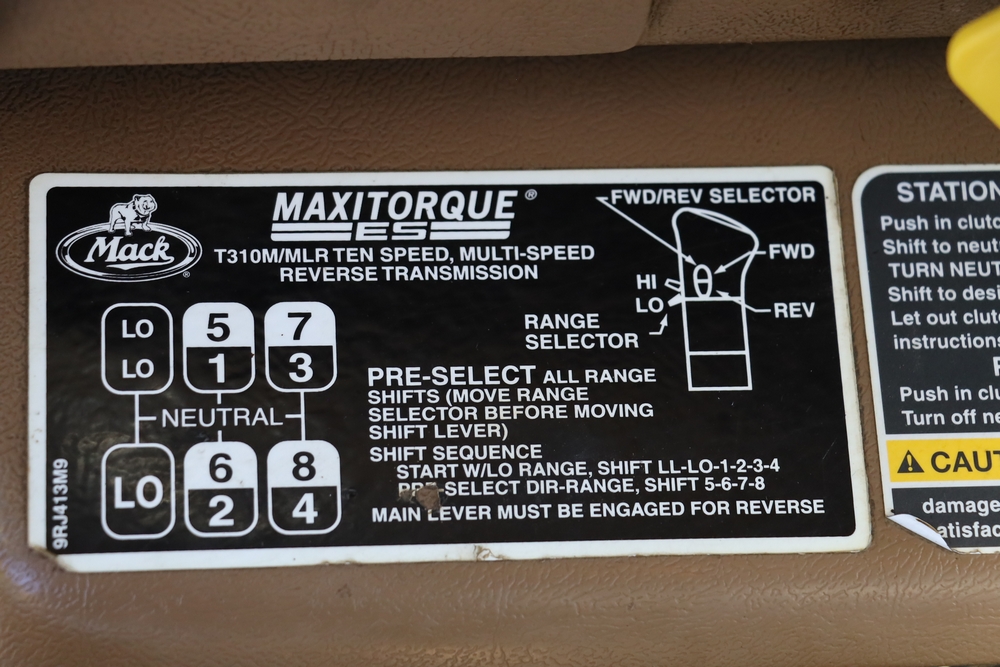 Mack
®
MAXITORQUE®
ES
T310M/MLR TEN SPEED, MULTI-SPEED
REVERSE TRANSMISSION
FWD/REV SELECTOR
FWD
HI
LO
REV
RANGE
SELECTOR
LO
LO
5
1
7
3
NEUTRAL
LO
6
2
8
4
PRE-SELECT ALL RANGE
SHIFTS (MOVE RANGE
SELECTOR BEFORE MOVING
SHIFT LEVER)
SHIFT SEQUENCE
START W/LO RANGE, SHIFT LL-LO-1-2-3-4
PRE-SELECT DIR-RANGE, SHIFT 5-6-7-8
MAIN LEVER MUST BE ENGAGED FOR REVERSE
9RJ413M9
STATION
Push in clutc
Shift to neut
TURN NEUT
Shift to desi
Let out clutc
instructions
Push in clu
Turn off ne
CAUT
damage
atisfac